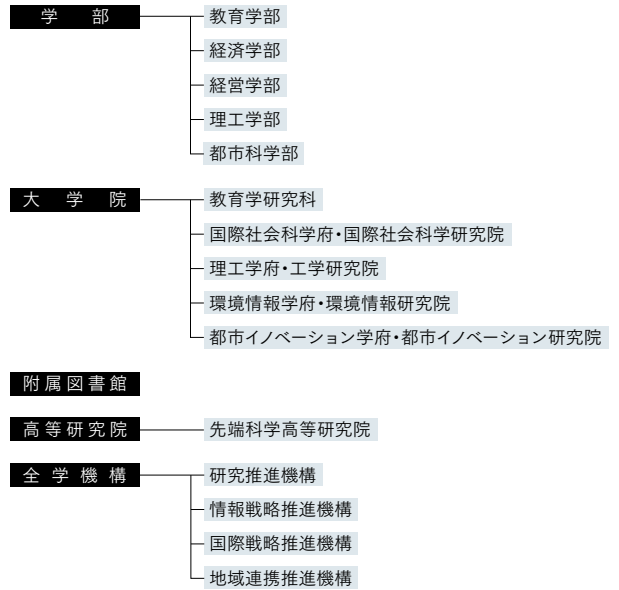 学部
教育学部
経済学部
経営学部
理工学部
都市科学部
大学院
教育学研究科
国際社会科学府・国際社会科学研究院
理工学府・工学研究院
環境情報学府・環境情報研究院
都市イノベーション学府・都市イノベーション研究院
附属図書館
高等研究院
先端科学高等研究院
全学機構
研究推進機構
情報戦略推進機構
国際戦略推進機構
地域連携推進機構